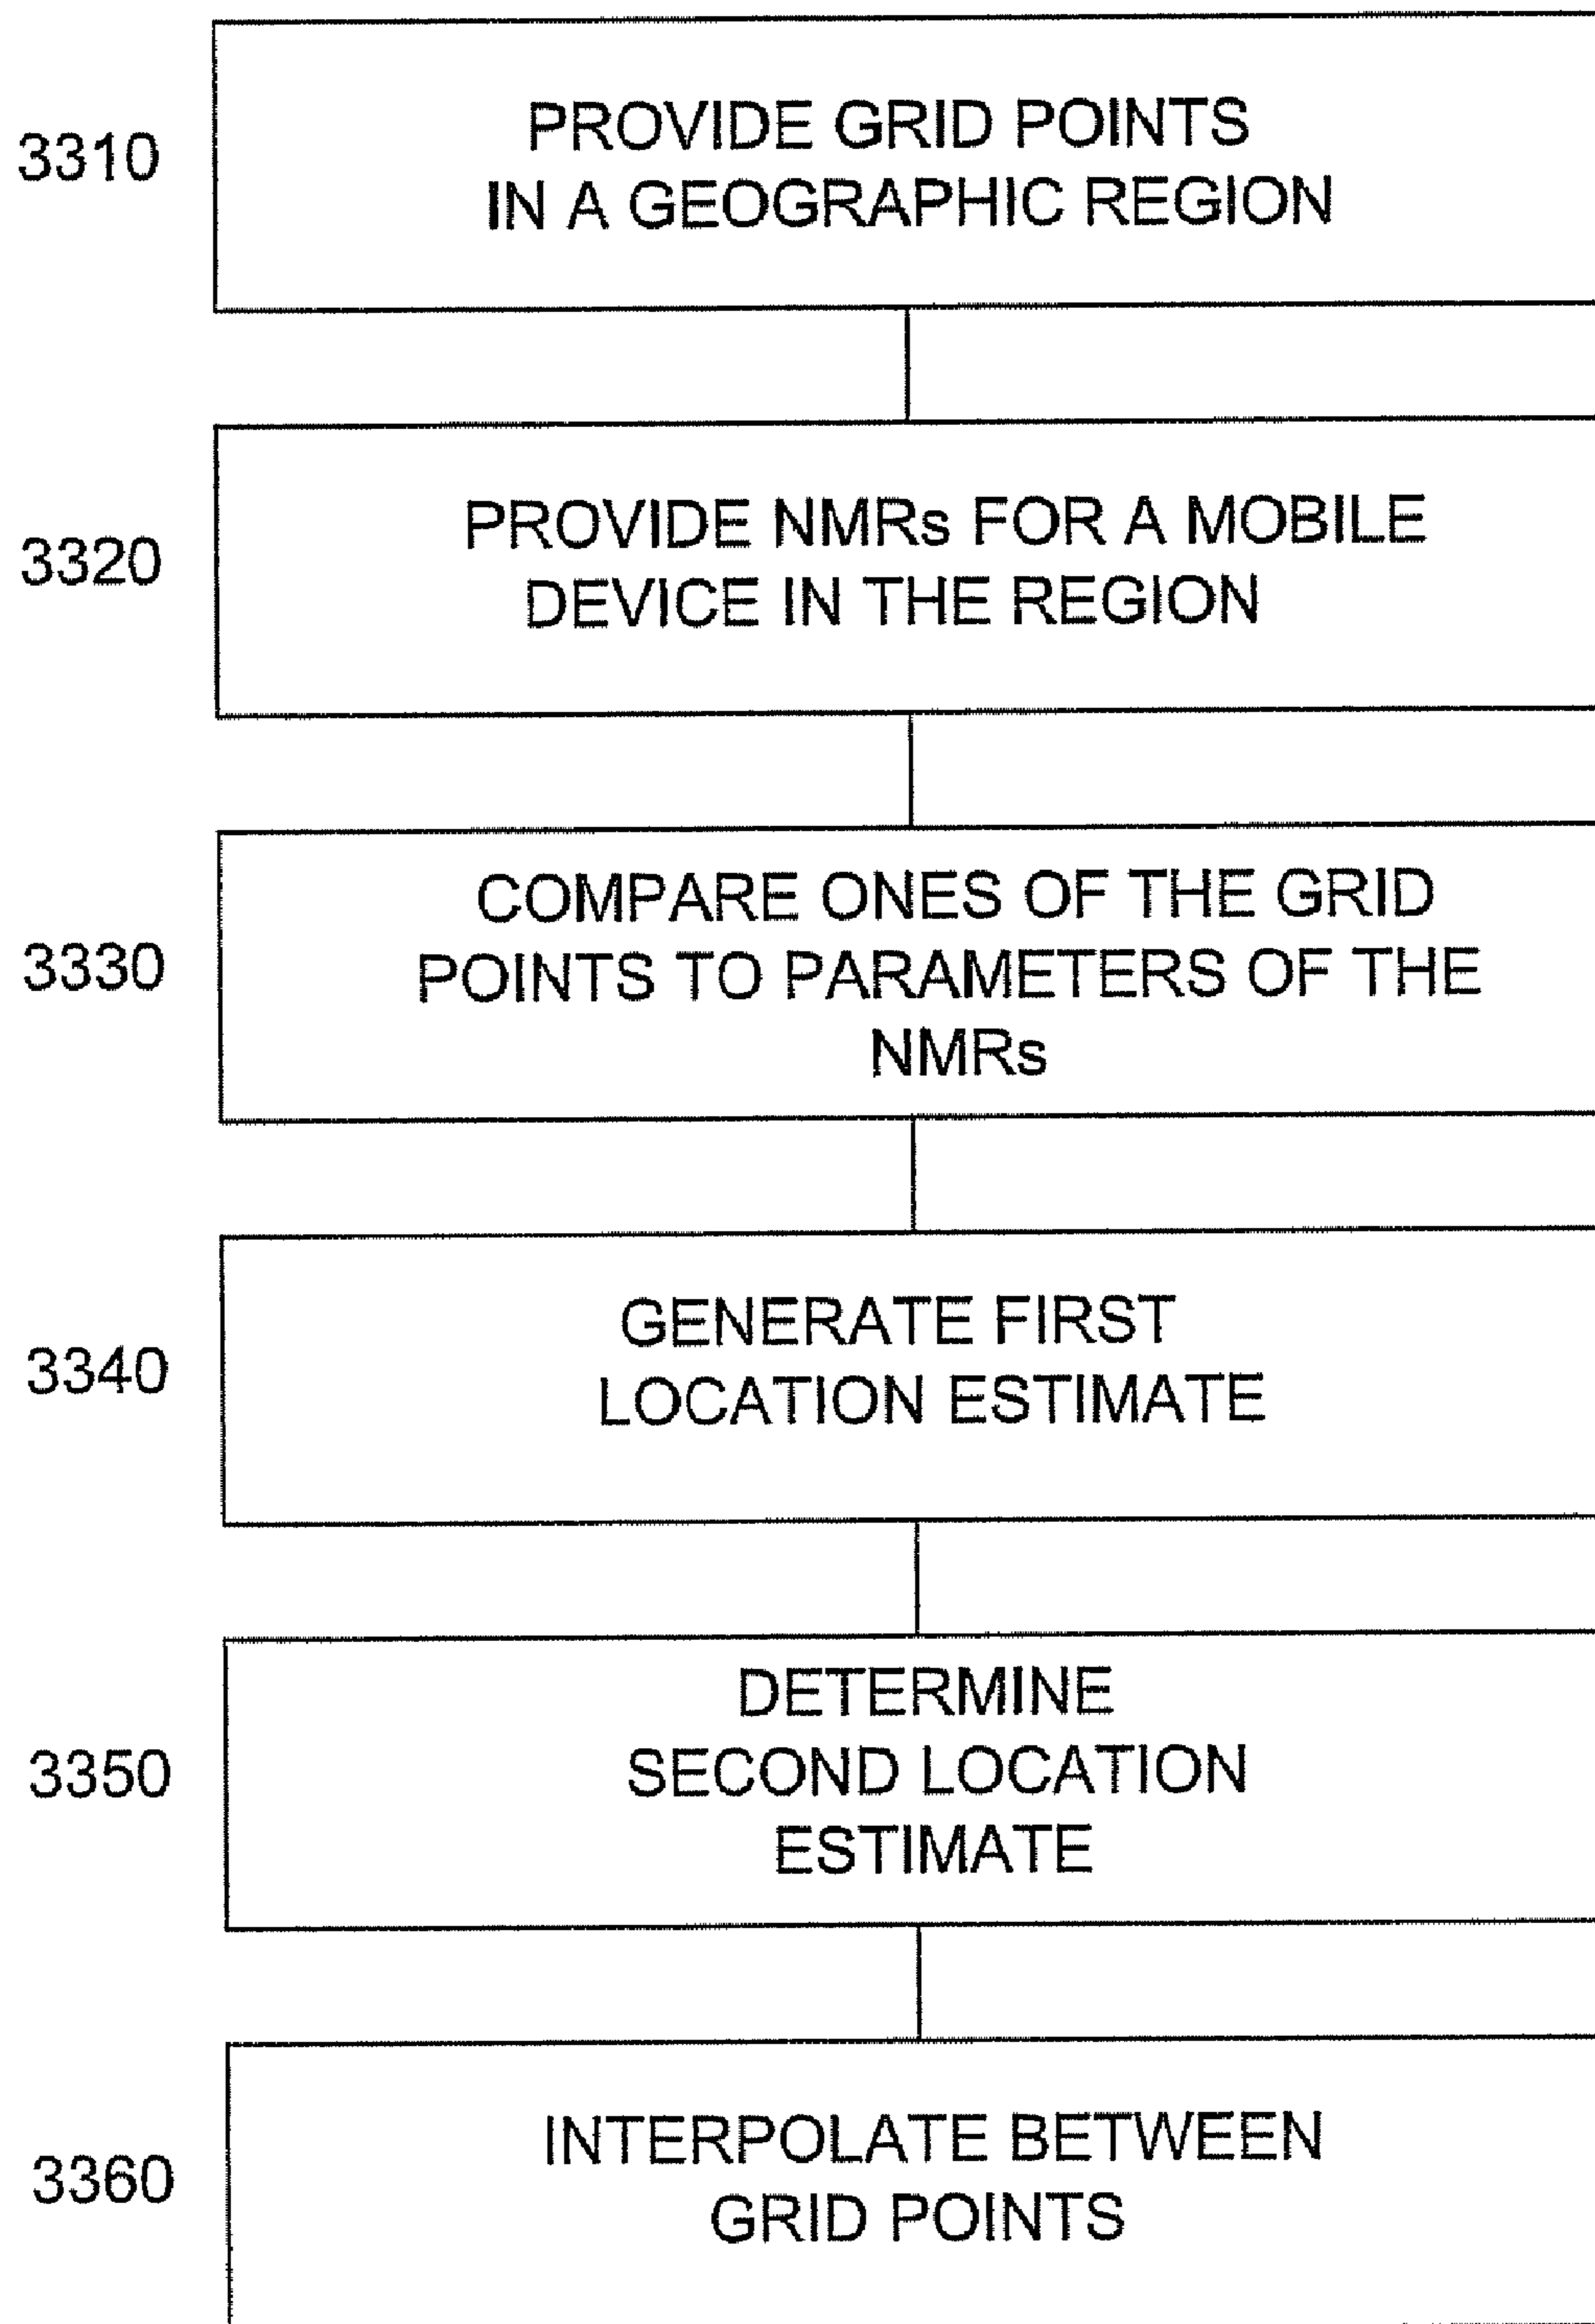 3310
PROVIDE GRID POINTS
IN A GEOGRAPHIC REGION
3320
PROVIDE NMRs FOR A MOBILE
DEVICE IN THE REGION
3330
COMPARE ONES OF THE GRID
POINTS TO PARAMETERS OF THE
NMRs
3340
GENERATE FIRST
LOCATION ESTIMATE
3350
DETERMINE
SECOND LOCATION
ESTIMATE
3360
INTERPOLATE BETWEEN
GRID POINTS